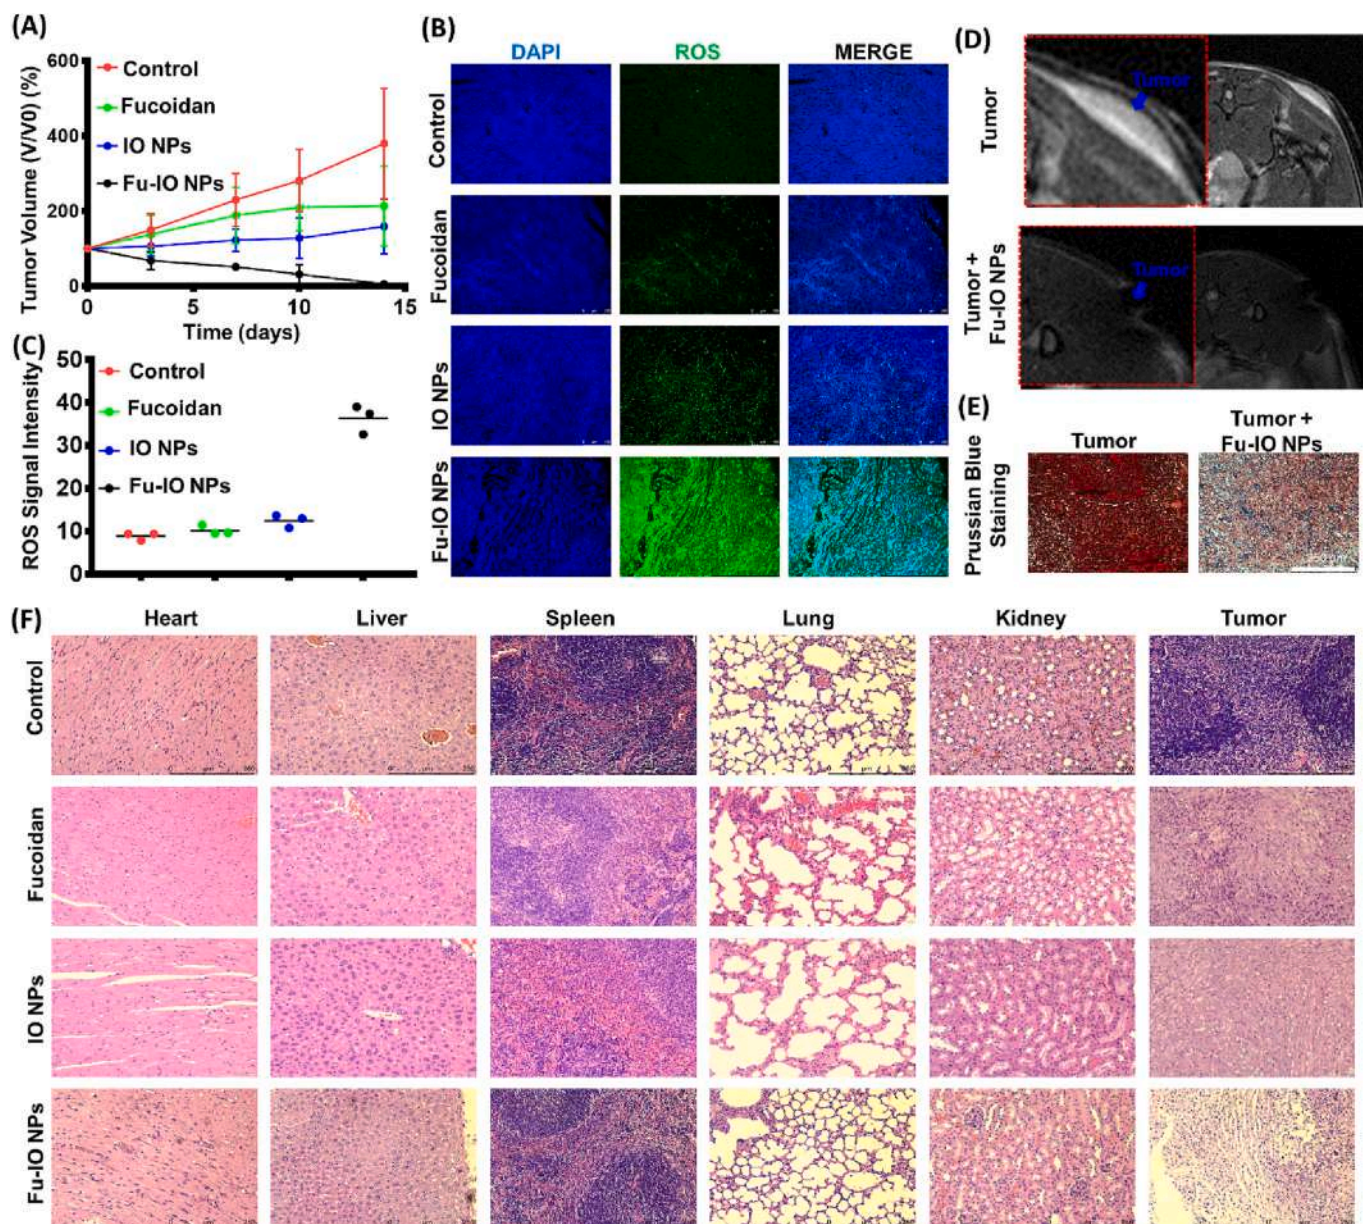 (A)
600
400
200
0
Tumor Volume (V/V0) (%)
Control
Fucoidan
IO NPs
Fu-IO NPs
0 5 10 15
Time (days)
(B)
DAPI ROS MERGE
Control
Fucoidan
IO NPs
Fu-IO NPs
(C)
50
40
30
20
10
0
ROS Signal Intensity
Control
Fucoidan
IO NPs
Fu-IO NPs
(D)
Tumor
Tumor
Tumor +
Fu-IO NPs
Tumor
(E)
Tumor
Tumor +
Fu-IO NPs
Prussian Blue
Staining
(F)
Heart Liver Spleen Lung Kidney Tumor
Control
Fucoidan
IO NPs
Fu-IO NPs